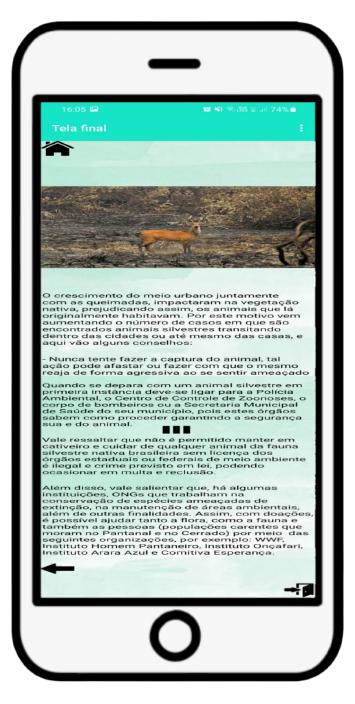 16:05 74%
Tela final
O crescimento do meio urbano juntamente
com as queimadas, impactaram na vegetação
nativa, prejudicando assim, os animais que lá
originalmente habitavam. Por este motivo vem
aumentando o número de casos em que são
encontrados animais silvestres transitando
dentro das cidades ou até mesmo das casas, e
aqui vão alguns conselhos:
- Nunca tente fazer a captura do animal, tal
ação pode afastar ou fazer com que o mesmo
reaja de forma agressiva ao se sentir ameaçado
Quando se depara com um animal silvestre em
primeira instância deve-se ligar para a Polícia
Ambiental, o Centro de Controle de Zoonoses, o
corpo de bombeiros ou a Secretaria Municipal
de Saúde do seu município, pois estes órgãos
sabem como proceder garantindo a segurança
sua e do animal.
Vale ressaltar que não é permitido manter em
cativeiro e cuidar de qualquer animal da fauna
silvestre nativa brasileira sem licença dos
órgãos estaduais ou federais de meio ambiente
é ilegal e crime previsto em lei, podendo
ocasionar em multa e reclusão.
Além disso, vale salientar que, há algumas
instituições, ONGs que trabalham na
conservação de espécies ameaçadas de
extinção, na manutenção de áreas ambientais,
além de outras finalidades. Assim, com doações,
é possível ajudar tanto a flora, como a fauna e
também as pessoas (populações carentes que
moram no Pantanal e no Cerrado) por meio das
seguintes organizações, por exemplo: WWF,
Instituto Homem Pantaneiro, Instituto Onçafari,
Instituto Arara Azul e Comitiva Esperança.